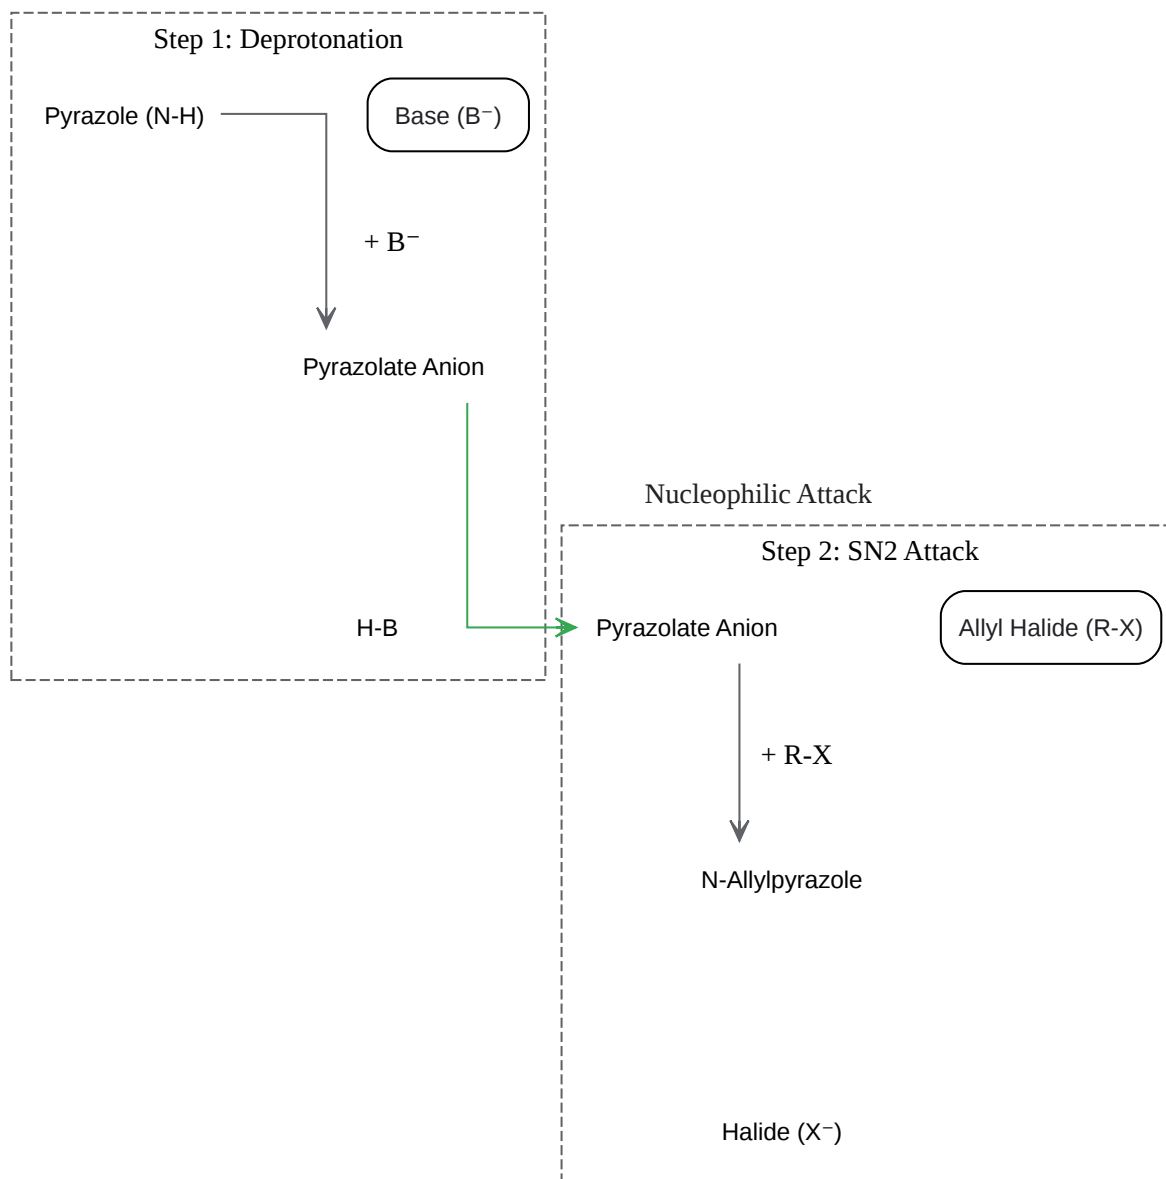 Step 1: Deprotonation
Pyrazole (N-H)
Base (B⁻)
+ B⁻
Pyrazolate Anion
H-B
Nucleophilic Attack
Step 2: SN2 Attack
Pyrazolate Anion
Allyl Halide (R-X)
+ R-X
N-Allylpyrazole
Halide (X⁻)